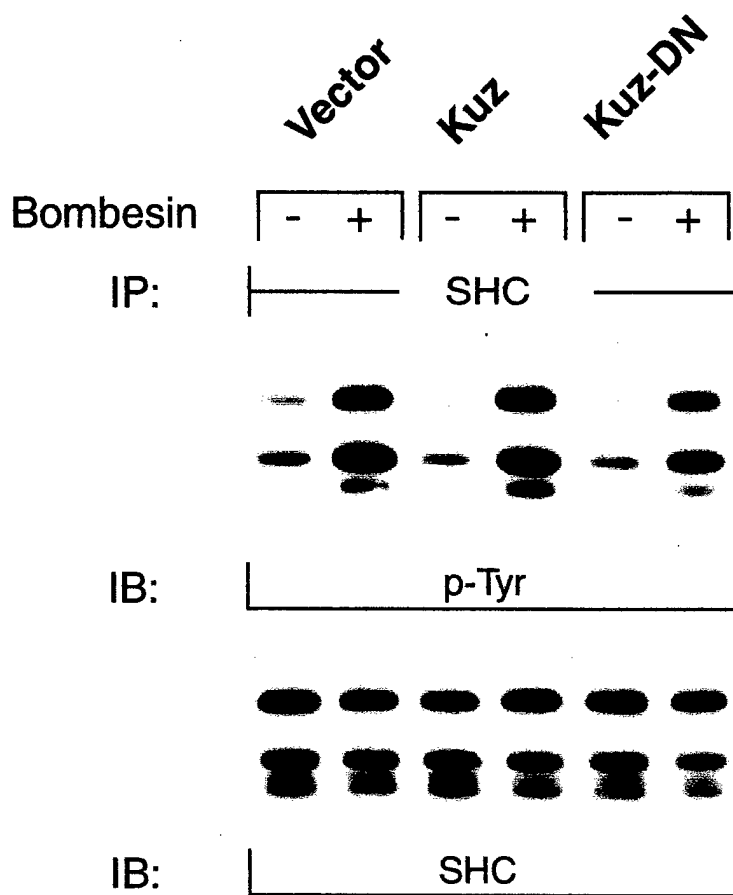 Vector Kuz Kuz-DN
Bombesin - + - + - +
IP: SHC
IB: p-Tyr
IB: SHC